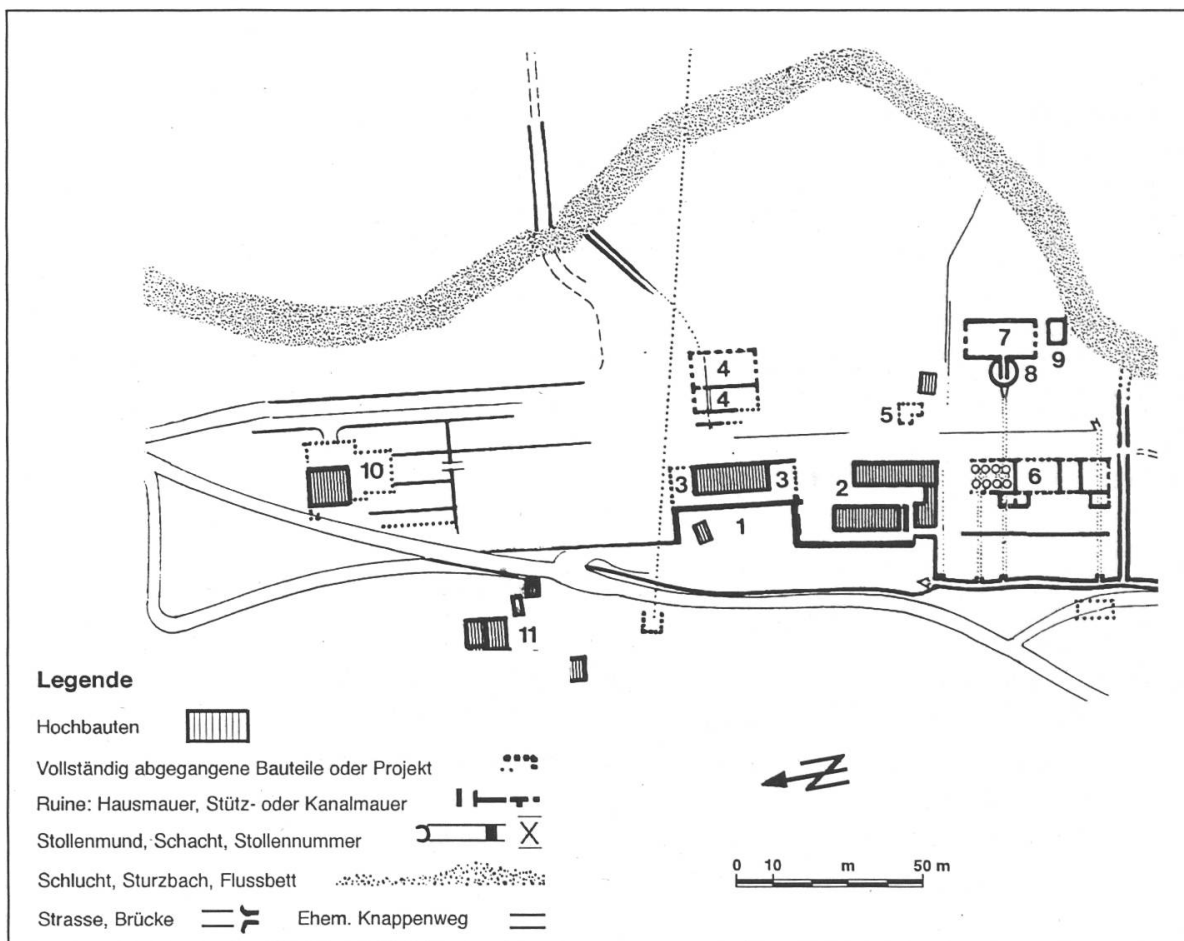 7
9
8
4
4
5
10
3
3
2
6
1
11
Legende
Hochbauten
Vollständig abgegangene Bauteile oder Projekt
Ruine: Hausmauer, Stütz- oder Kanalmauer
Stollenmund, Schacht, Stollennummer X
Schlucht, Sturzbach, Flussbett
Strasse, Brücke Ehem. Knappenweg
0 10 m 50 m